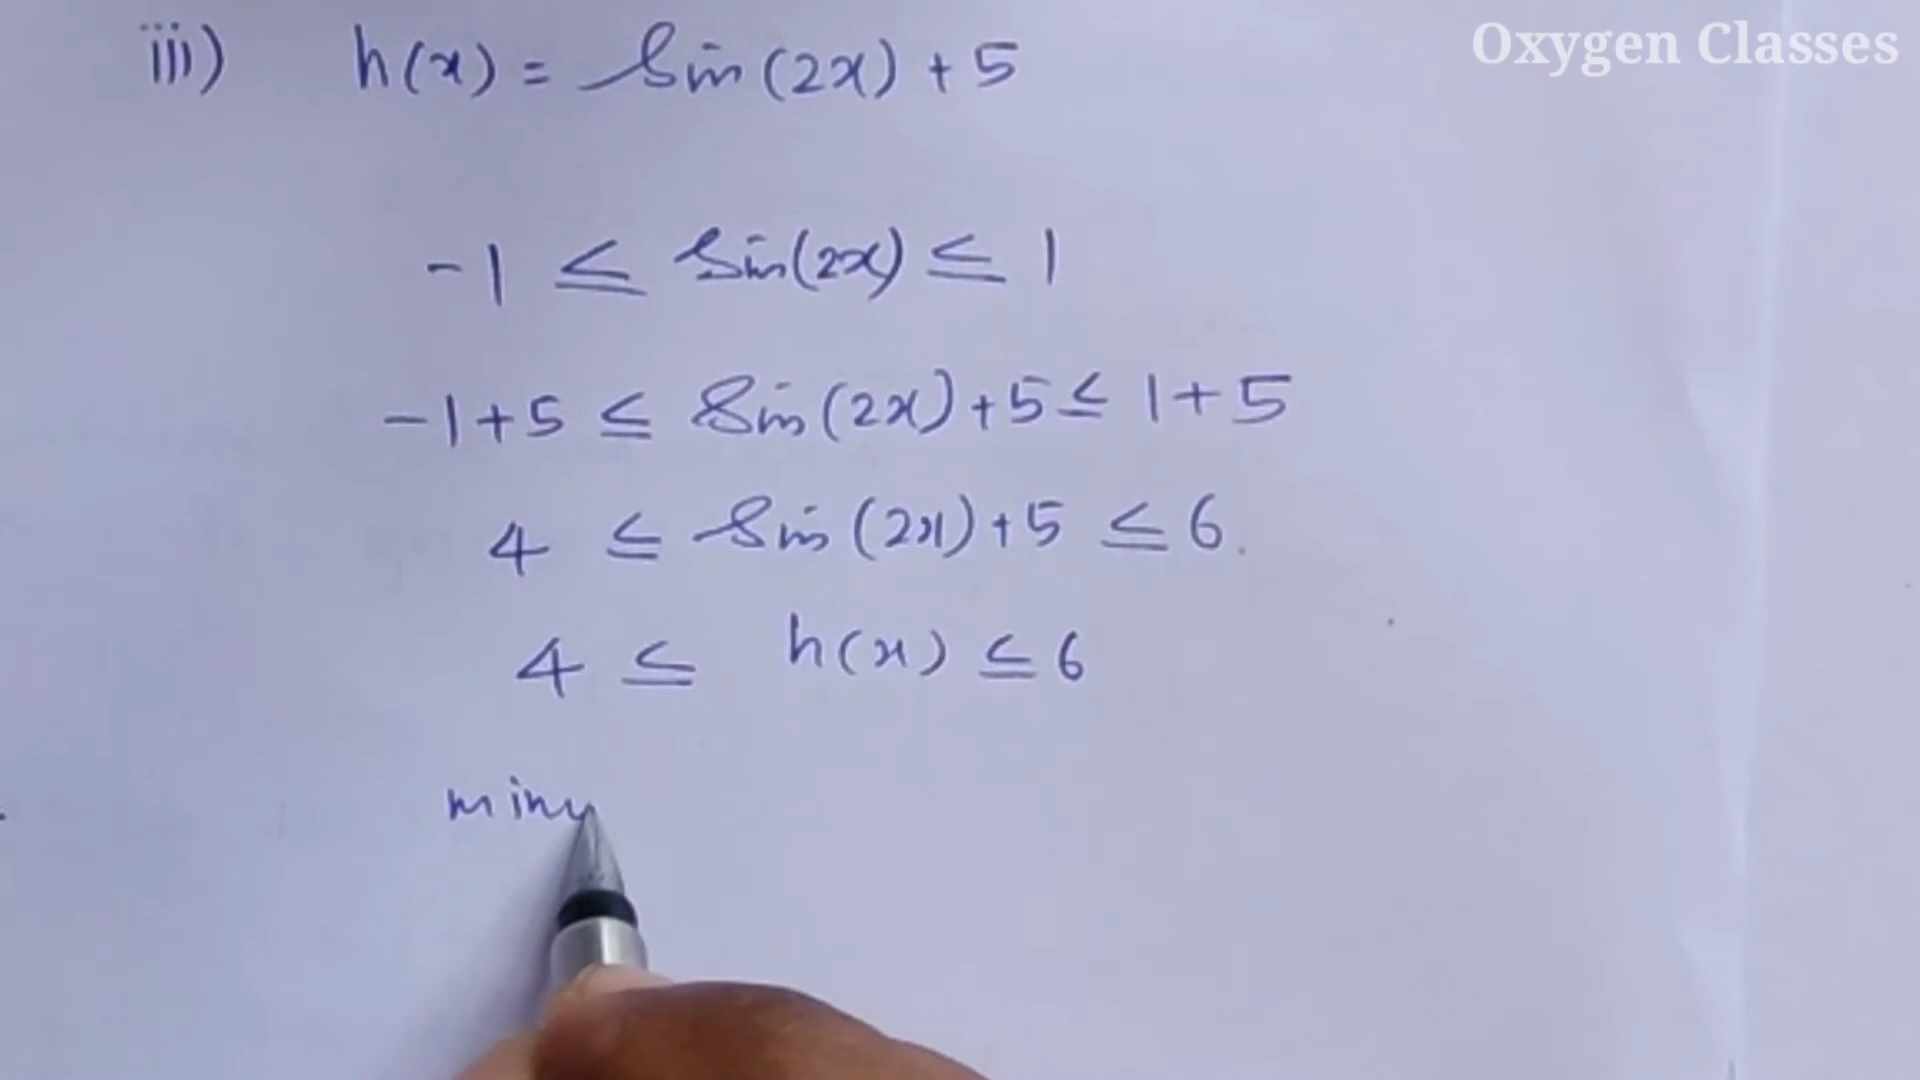 Oxygen Classes
iii) h(x) = Sin(2x) + 5
-1 ≤ Sin(2x) ≤ 1
-1+5 ≤ Sin(2x)+5 ≤ 1+5
4 ≤ Sin(2x)+5 ≤ 6.
4 ≤ h(x) ≤ 6